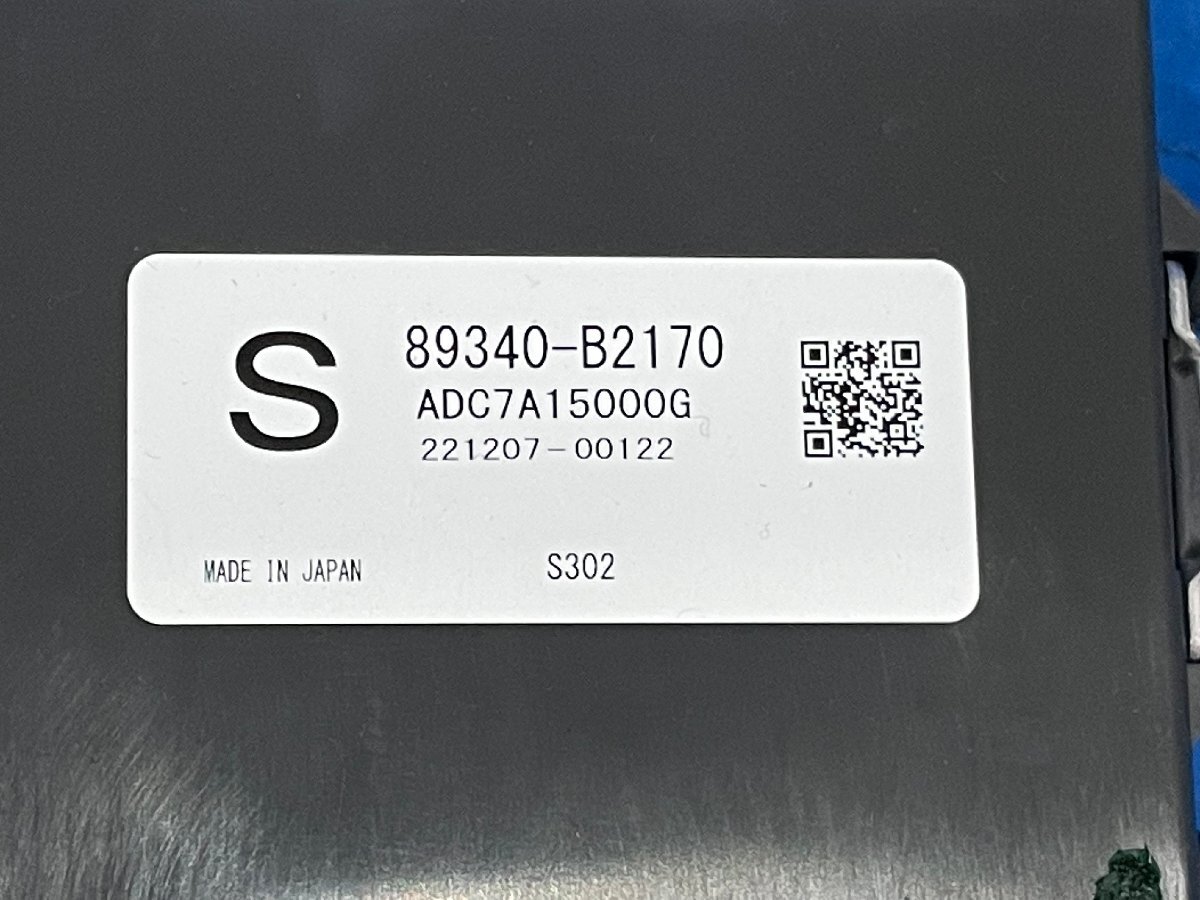 S
89340-B2170
ADC7A15000G
221207-00122
MADE IN JAPAN
S302